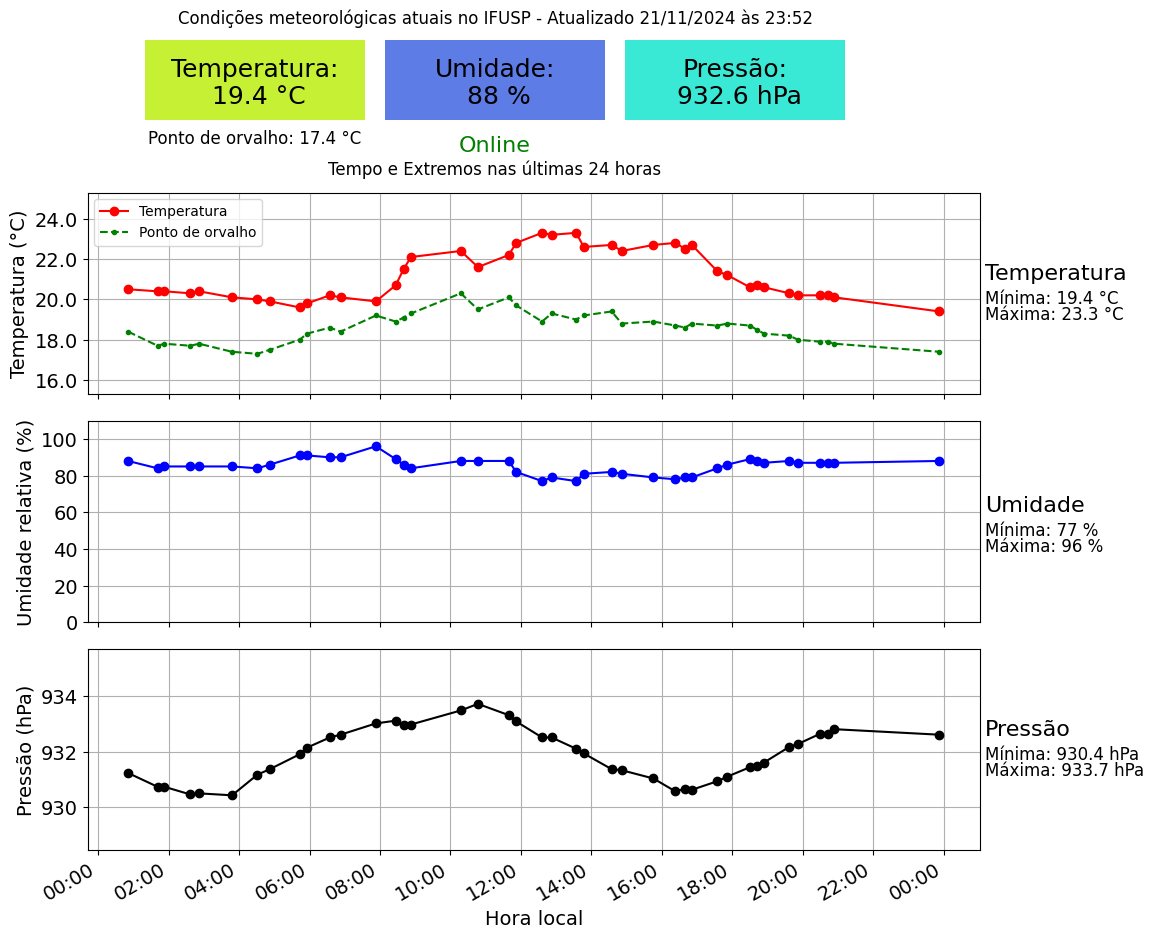 Condições meteorológicas atuais no IFUSP - Atualizado 21/11/2024 às 23:52
Temperatura:
19.4 °C
Umidade:
88 %
Pressão:
932.6 hPa
Ponto de orvalho: 17.4 °C
Online
Tempo e Extremos nas últimas 24 horas
Temperatura (°C)
24.0
22.0
20.0
18.0
16.0
Temperatura
Ponto de orvalho
Temperatura
Mínima: 19.4 °C
Máxima: 23.3 °C
Umidade relativa (%)
100
80
60
40
20
0
Umidade
Mínima: 77 %
Máxima: 96 %
Pressão (hPa)
934
932
930
Pressão
Mínima: 930.4 hPa
Máxima: 933.7 hPa
00:00 02:00 04:00 06:00 08:00 10:00 12:00 14:00 16:00 18:00 20:00 22:00 00:00
Hora local